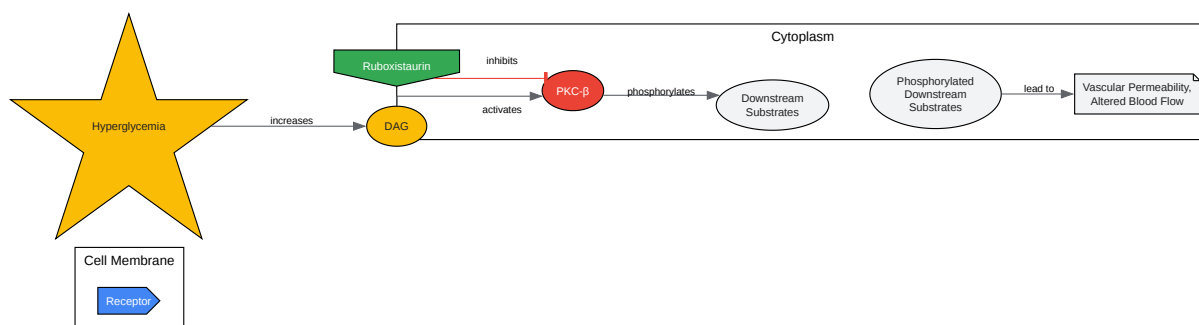 Cytoplasm
Ruboxistaurin
inhibits
PKC-β
phosphorylates
Downstream
Substrates
Phosphorylated
Downstream
Substrates
lead to
Vascular Permeability,
Altered Blood Flow
activates
Hyperglycemia
increases
DAG
Cell Membrane
Receptor